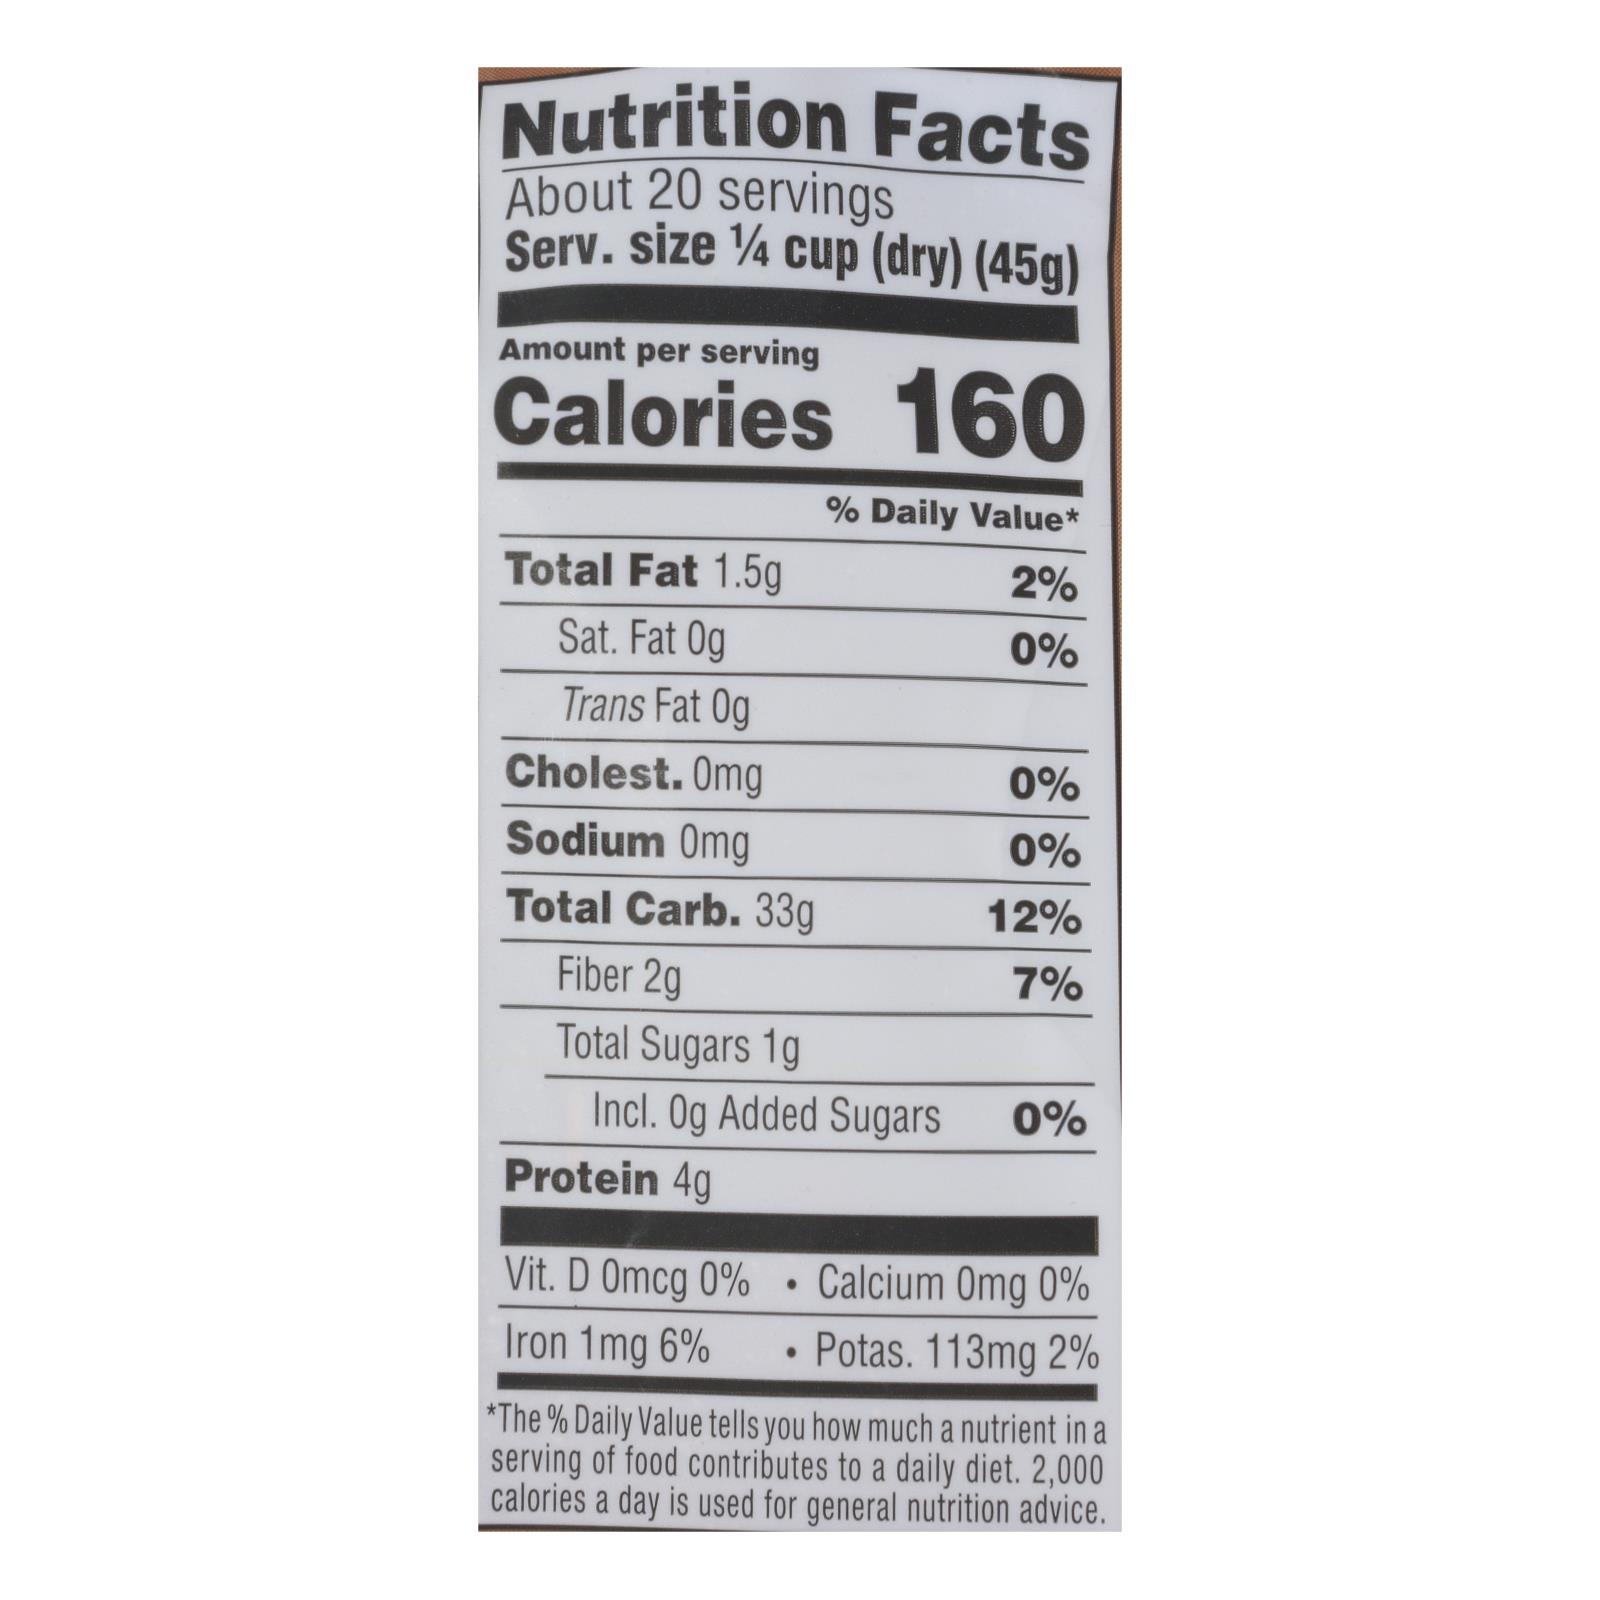 Nutrition Facts
About 20 servings
Serv. size ¼ cup (dry) (45g)
Amount per serving
Calories 160
% Daily Value*
Total Fat 1.5g 2%
Sat. Fat 0g 0%
Trans Fat 0g
Cholest. 0mg 0%
Sodium 0mg 0%
Total Carb. 33g 12%
Fiber 2g 7%
Total Sugars 1g
Incl. 0g Added Sugars 0%
Protein 4g
Vit. D 0mcg 0% • Calcium 0mg 0%
Iron 1mg 6% • Potas. 113mg 2%
*The % Daily Value tells you how much a nutrient in a
serving of food contributes to a daily diet. 2,000
calories a day is used for general nutrition advice.